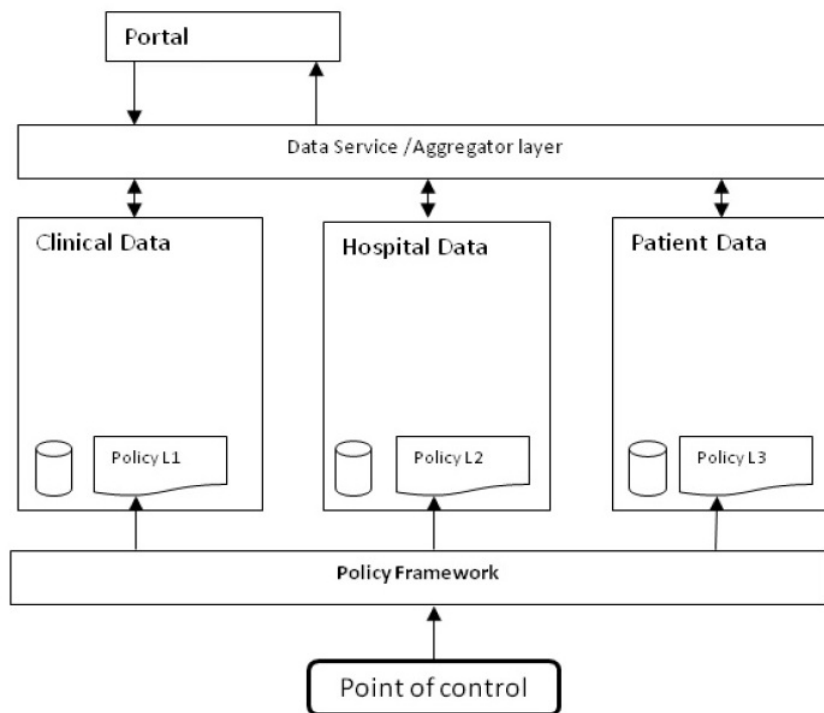 Portal
Data Service /Aggregator layer
Clinical Data
Hospital Data
Patient Data
Policy L1
Policy L2
Policy L3
Policy Framework
Point of control